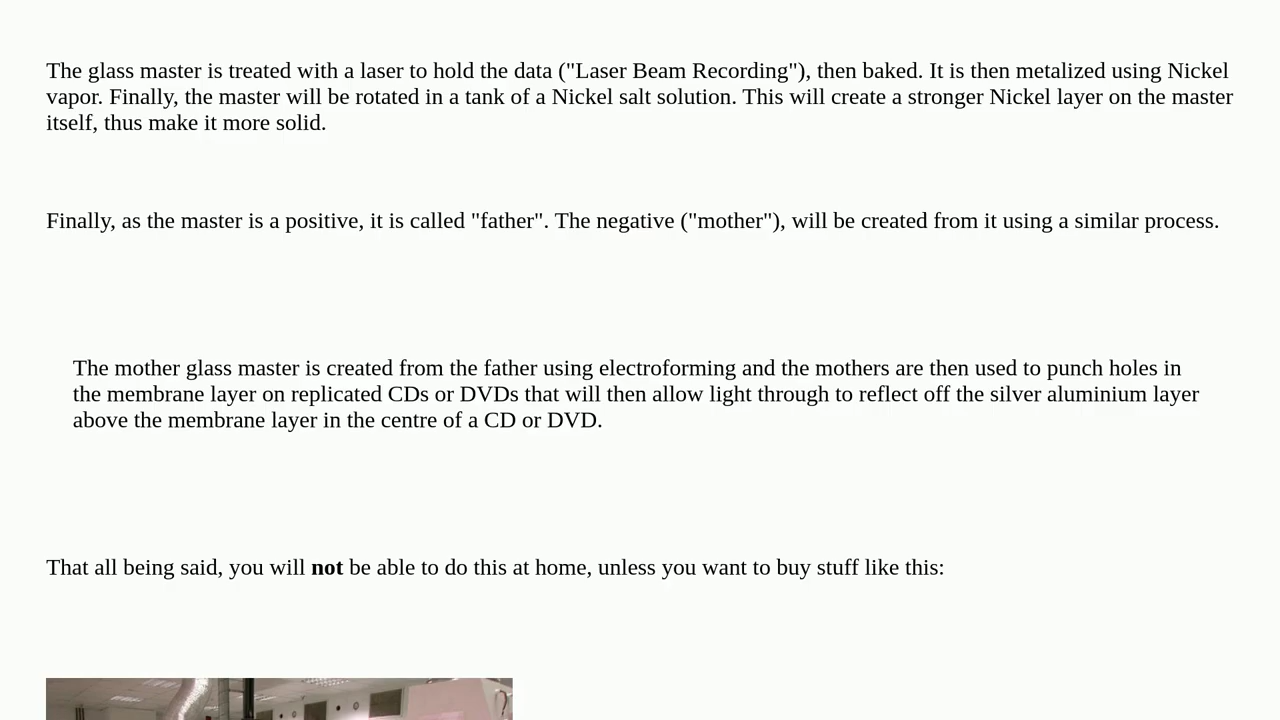 The glass master is treated with a laser to hold the data ("Laser Beam Recording"), then baked. It is then metalized using Nickel
vapor. Finally, the master will be rotated in a tank of a Nickel salt solution. This will create a stronger Nickel layer on the master
itself, thus make it more solid.
Finally, as the master is a positive, it is called "father". The negative ("mother"), will be created from it using a similar process.
The mother glass master is created from the father using electroforming and the mothers are then used to punch holes in
the membrane layer on replicated CDs or DVDs that will then allow light through to reflect off the silver aluminium layer
above the membrane layer in the centre of a CD or DVD.
That all being said, you will not be able to do this at home, unless you want to buy stuff like this: